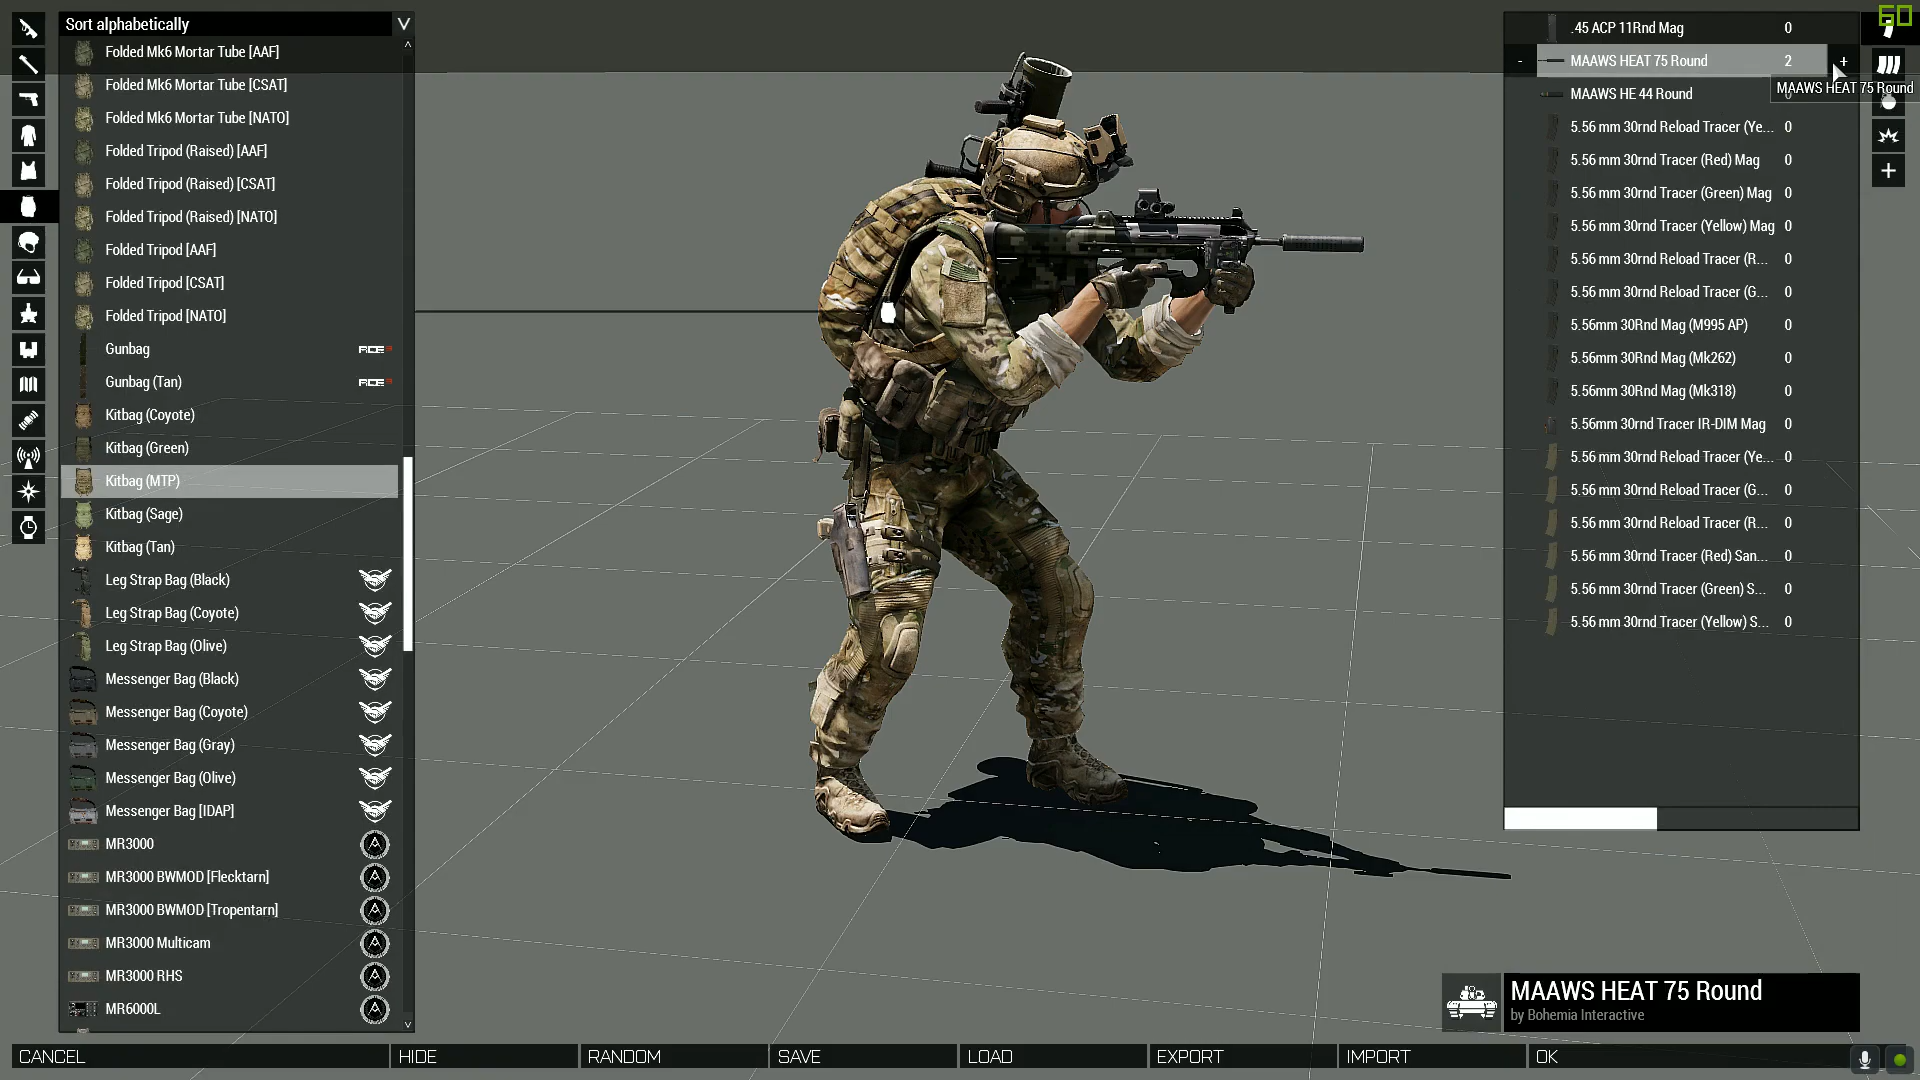 Sort alphabetically
Folded Mk6 Mortar Tube [AAF]
Folded Mk6 Mortar Tube [CSAT]
Folded Mk6 Mortar Tube [NATO]
Folded Tripod (Raised) [AAF]
Folded Tripod (Raised) [CSAT]
Folded Tripod (Raised) [NATO]
Folded Tripod [AAF]
Folded Tripod [CSAT]
Folded Tripod [NATO]
Gunbag ACE
Gunbag (Tan) ACE
Kitbag (Coyote)
Kitbag (Green)
Kitbag (MTP)
Kitbag (Sage)
Kitbag (Tan)
Leg Strap Bag (Black)
Leg Strap Bag (Coyote)
Leg Strap Bag (Olive)
Messenger Bag (Black)
Messenger Bag (Coyote)
Messenger Bag (Gray)
Messenger Bag (Olive)
Messenger Bag [IDAP]
MR3000
MR3000 BWMOD [Flecktarn]
MR3000 BWMOD [Tropentarn]
MR3000 Multicam
MR3000 RHS
MR6000L
60
.45 ACP 11Rnd Mag 0
- MAAWS HEAT 75 Round 2 +
MAAWS HEAT 75 Round
MAAWS HE 44 Round
5.56 mm 30rnd Reload Tracer (Ye... 0
5.56 mm 30rnd Tracer (Red) Mag 0
5.56 mm 30rnd Tracer (Green) Mag 0
5.56 mm 30rnd Tracer (Yellow) Mag 0
5.56 mm 30rnd Reload Tracer (R... 0
5.56 mm 30rnd Reload Tracer (G... 0
5.56mm 30Rnd Mag (M995 AP) 0
5.56mm 30Rnd Mag (Mk262) 0
5.56mm 30Rnd Mag (Mk318) 0
5.56mm 30rnd Tracer IR-DIM Mag 0
5.56 mm 30rnd Reload Tracer (Ye... 0
5.56 mm 30rnd Reload Tracer (G... 0
5.56 mm 30rnd Reload Tracer (R... 0
5.56 mm 30rnd Tracer (Red) San... 0
5.56 mm 30rnd Tracer (Green) S... 0
5.56 mm 30rnd Tracer (Yellow) S... 0
MAAWS HEAT 75 Round
by Bohemia Interactive
CANCEL HIDE RANDOM SAVE LOAD EXPORT IMPORT OK